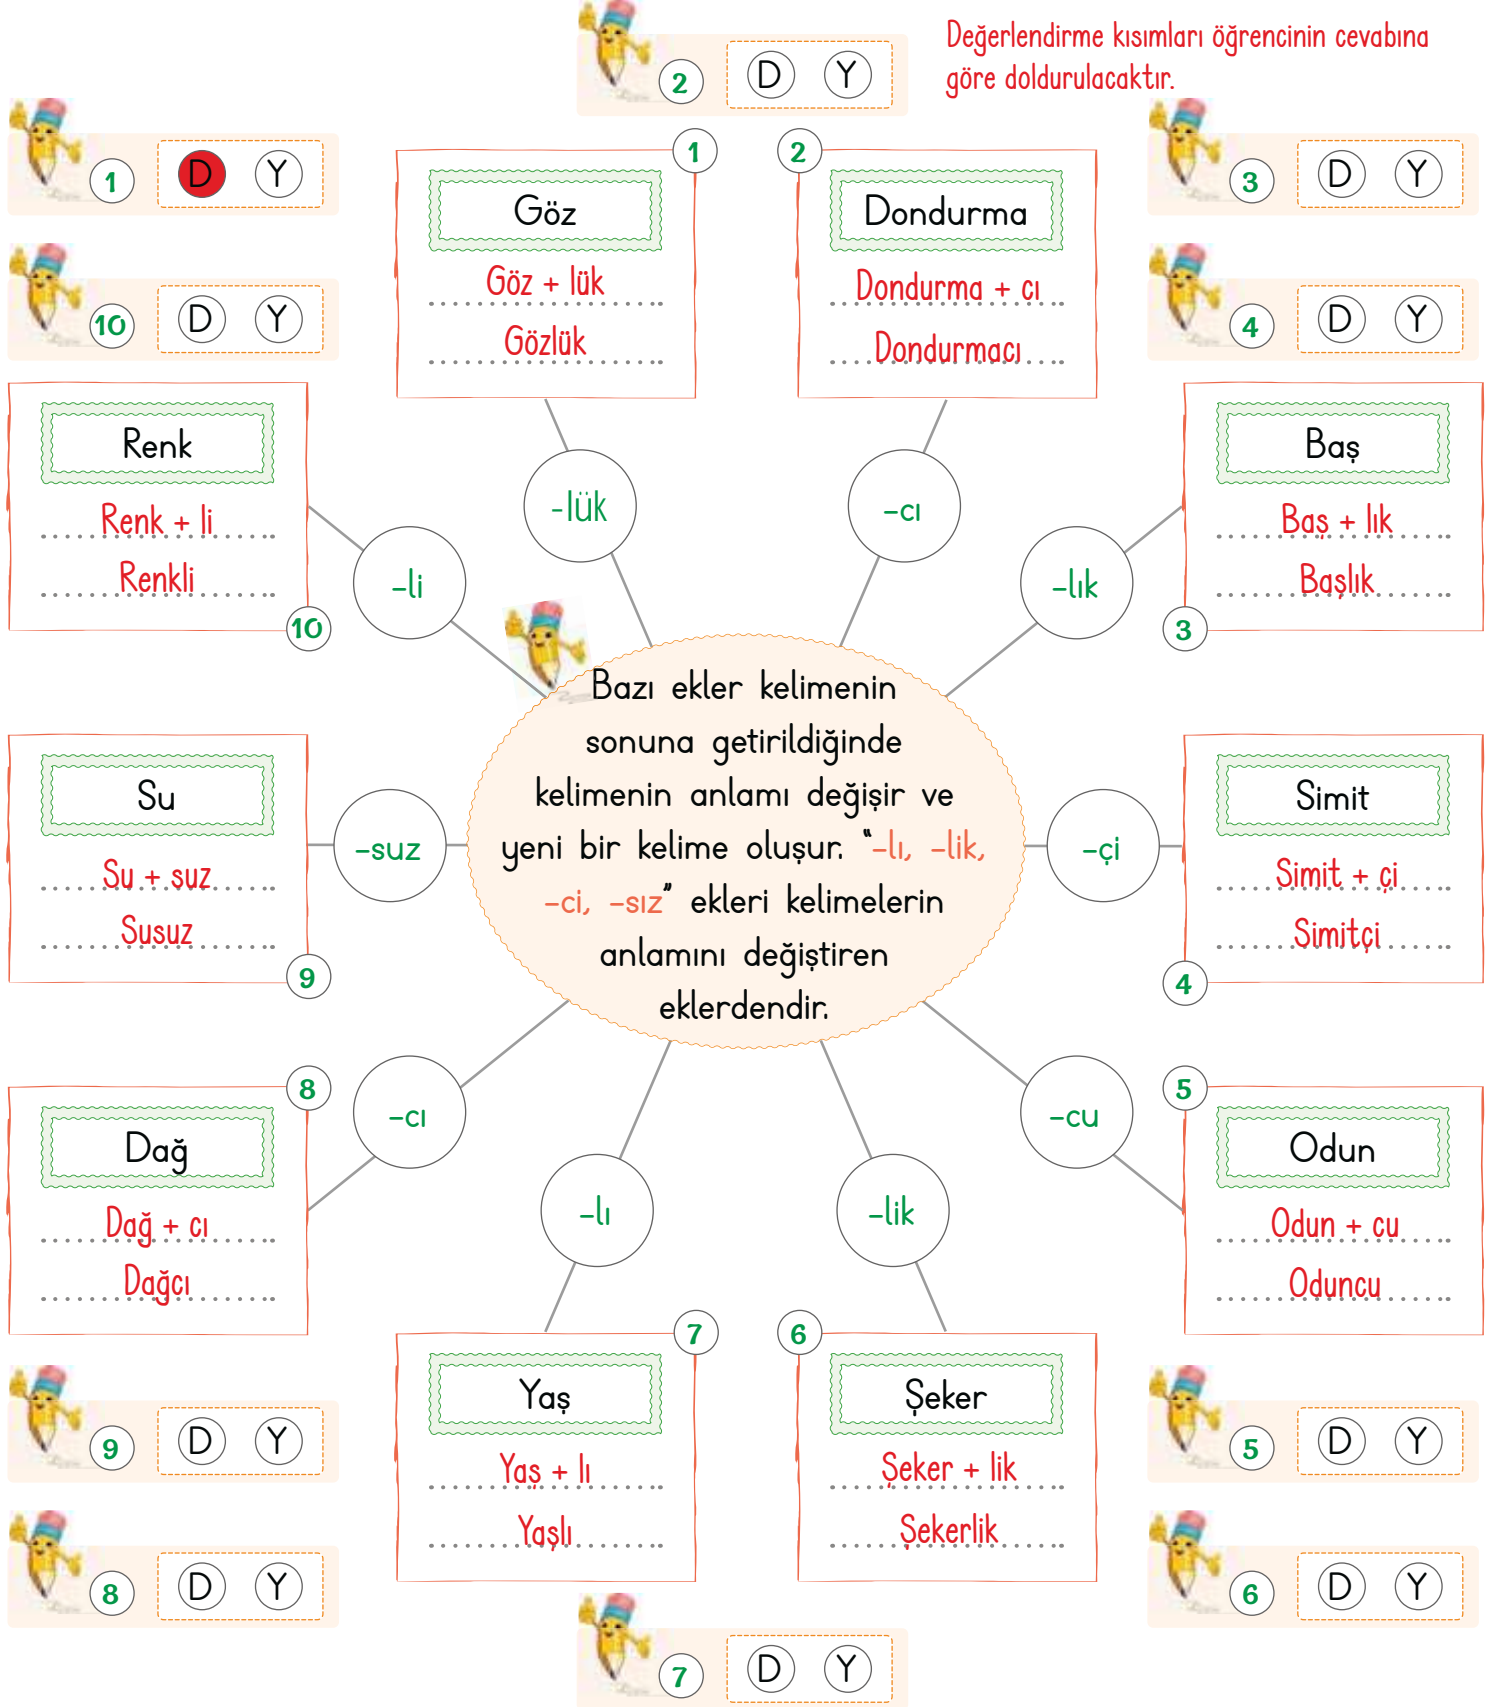 2 D Y
Değerlendirme kısımları öğrencinin cevabına
göre doldurulacaktır.
1 D Y
3 D Y
10 D Y
4 D Y
1
Göz
Göz + lük
Gözlük
-lük
2
Dondurma
Dondurma + cı
Dondurmacı
-cı
Renk
Renk + li
Renkli
10
-li
Baş
Baş + lık
Başlık
3
-lık
Bazı ekler kelimenin
sonuna getirildiğinde
kelimenin anlamı değişir ve
yeni bir kelime oluşur. “-lı, -lik,
-ci, -sız” ekleri kelimelerin
anlamını değiştiren
eklerdendir.
Su
Su + suz
Susuz
9
-suz
Simit
Simit + çi
Simitçi
4
-çi
8
Dağ
Dağ + cı
Dağcı
-cı
5
Odun
Odun + cu
Oduncu
-cu
-lı
7
Yaş
Yaş + lı
Yaşlı
-lik
6
Şeker
Şeker + lik
Şekerlik
9 D Y
5 D Y
8 D Y
6 D Y
7 D Y